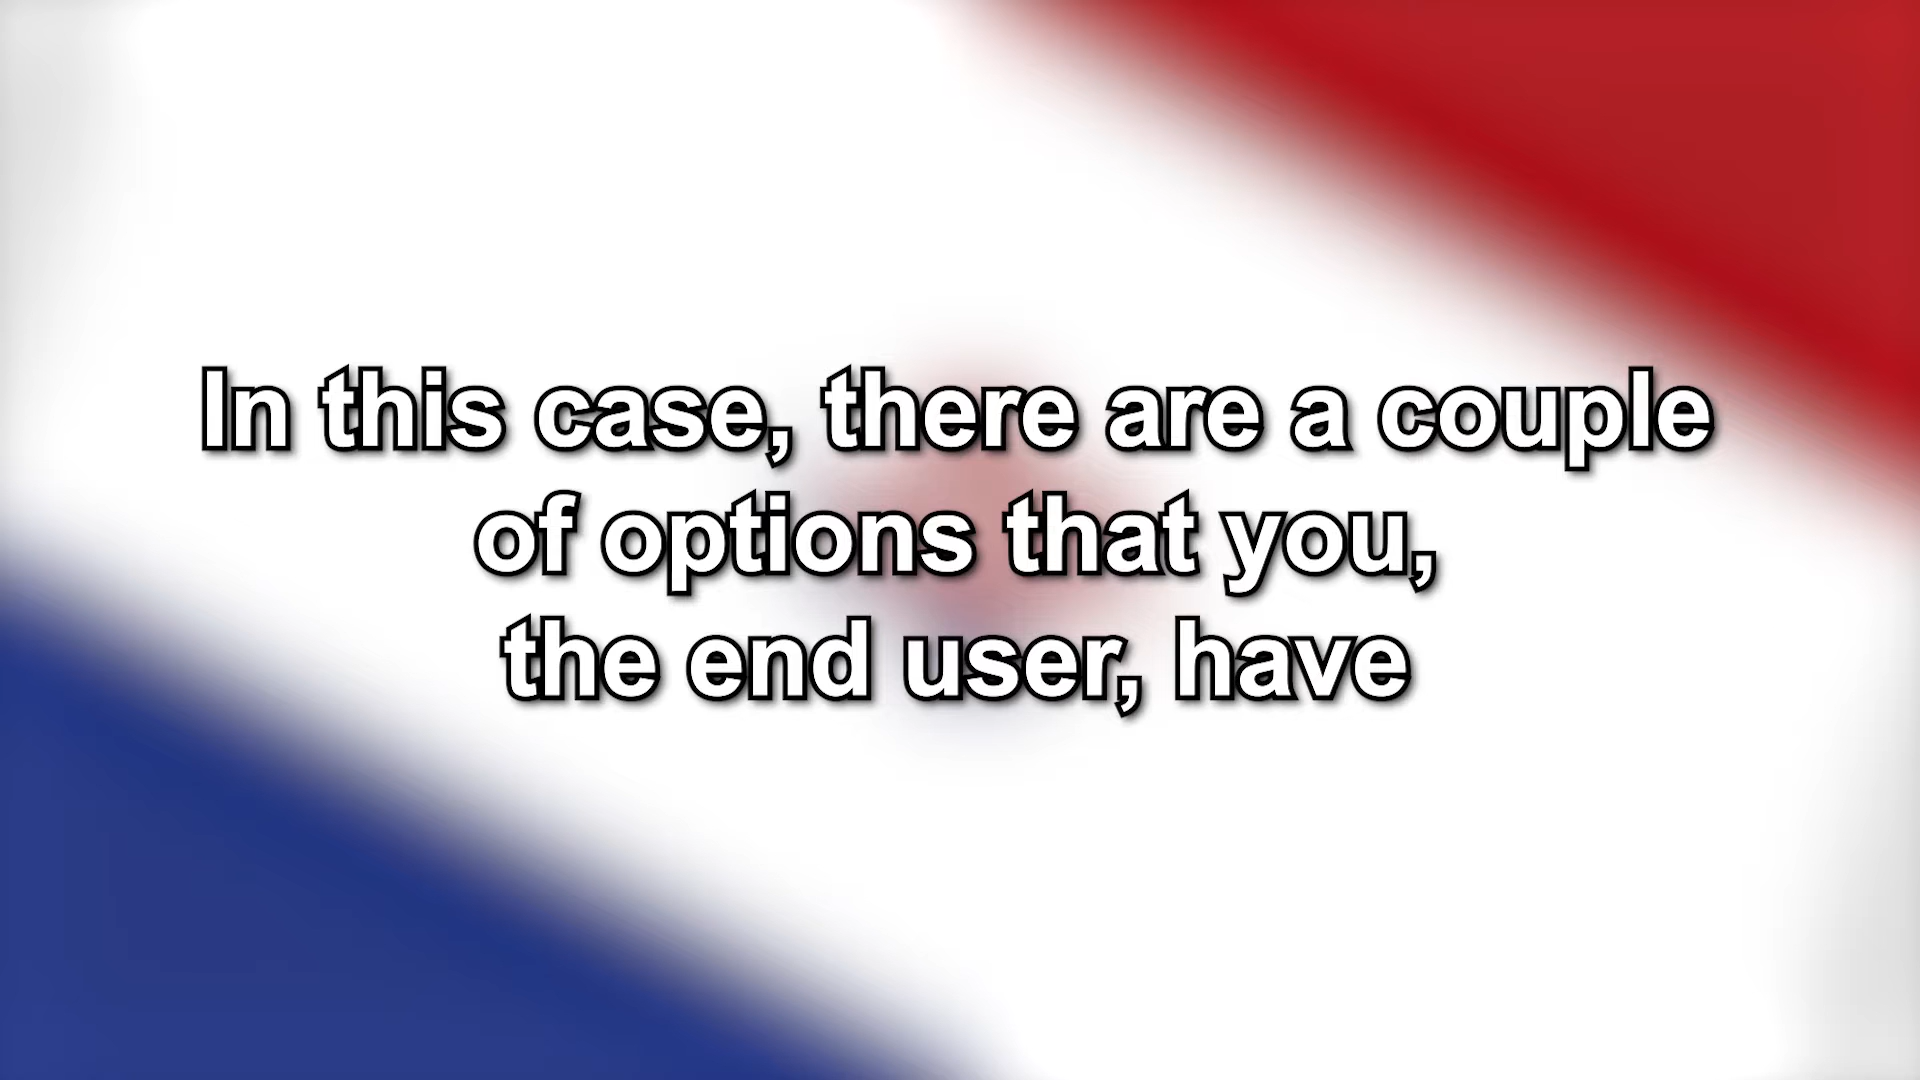 In this case, there are a couple
of options that you,
the end user, have